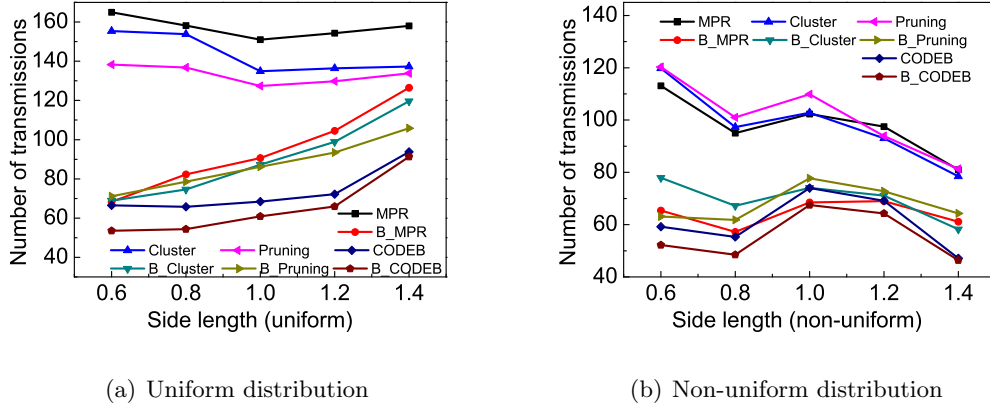 160
140
120
100
80
60
40
Number of transmissions
MPR
B_MPR
Cluster
Pruning
CODEB
B_Cluster
B_Pruning
B_CODEB
0.6 0.8 1.0 1.2 1.4
Side length (uniform)
(a) Uniform distribution
140
120
100
80
60
40
Number of transmissions
MPR Cluster Pruning
B_MPR B_Cluster B_Pruning
CODEB
B_CODEB
0.6 0.8 1.0 1.2 1.4
Side length (non-uniform)
(b) Non-uniform distribution